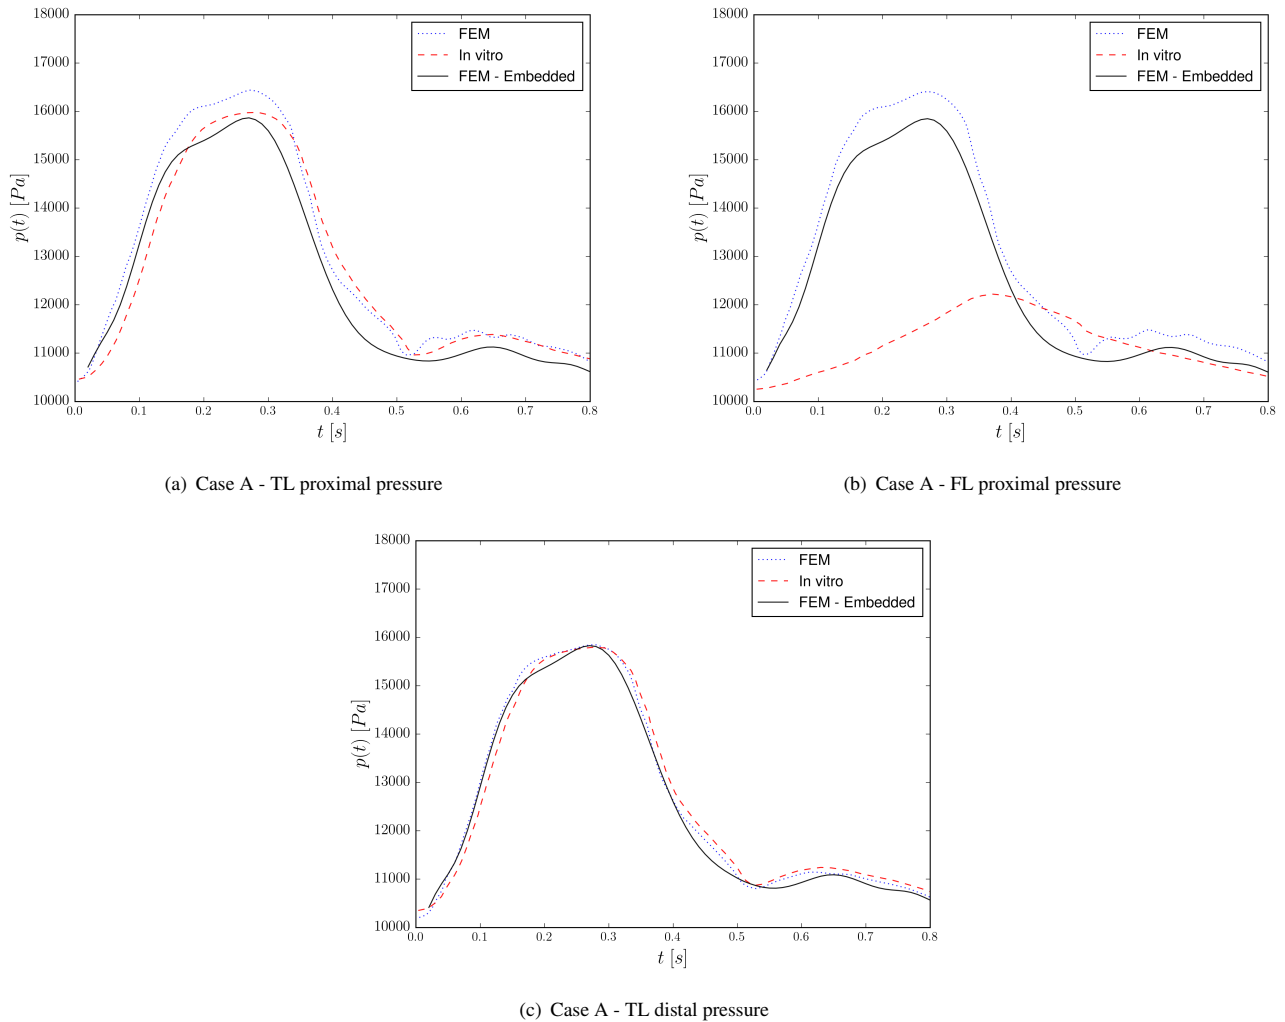 18000
17000
16000
15000
14000
13000
12000
11000
10000
p(t) [Pa]
0.0 0.1 0.2 0.3 0.4 0.5 0.6 0.7 0.8
t [s]
FEM
In vitro
FEM - Embedded
(a) Case A - TL proximal pressure
18000
17000
16000
15000
14000
13000
12000
11000
10000
p(t) [Pa]
0.0 0.1 0.2 0.3 0.4 0.5 0.6 0.7 0.8
t [s]
FEM
In vitro
FEM - Embedded
(b) Case A - FL proximal pressure
18000
17000
16000
15000
14000
13000
12000
11000
10000
p(t) [Pa]
0.0 0.1 0.2 0.3 0.4 0.5 0.6 0.7 0.8
t [s]
FEM
In vitro
FEM - Embedded
(c) Case A - TL distal pressure